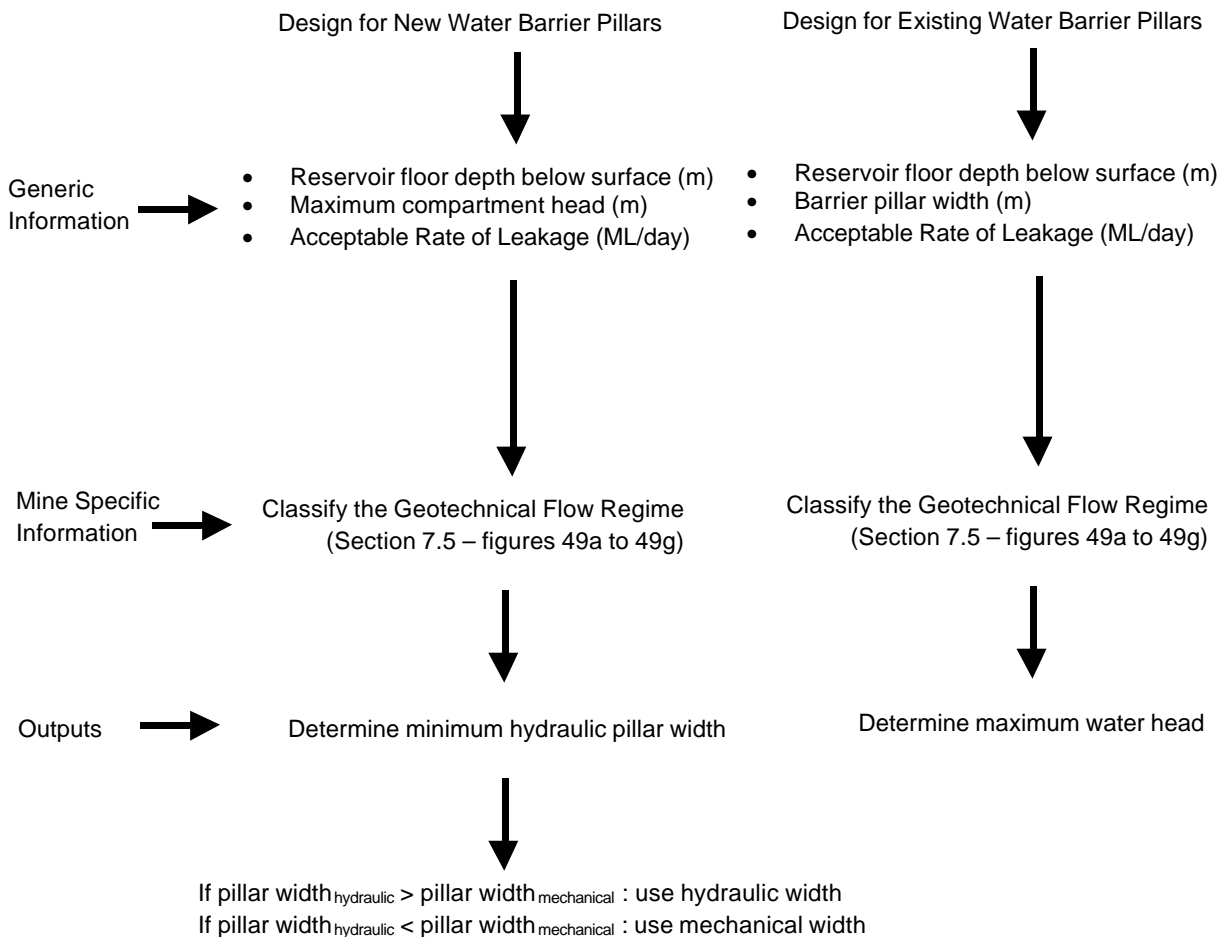 Design for New Water Barrier Pillars
Design for Existing Water Barrier Pillars
Generic
Information
• Reservoir floor depth below surface (m)
• Maximum compartment head (m)
• Acceptable Rate of Leakage (ML/day)
• Reservoir floor depth below surface (m)
• Barrier pillar width (m)
• Acceptable Rate of Leakage (ML/day)
Mine Specific
Information
Classify the Geotechnical Flow Regime
(Section 7.5 – figures 49a to 49g)
Classify the Geotechnical Flow Regime
(Section 7.5 – figures 49a to 49g)
Outputs
Determine minimum hydraulic pillar width
Determine maximum water head
If pillar width hydraulic > pillar width mechanical : use hydraulic width
If pillar width hydraulic < pillar width mechanical : use mechanical width